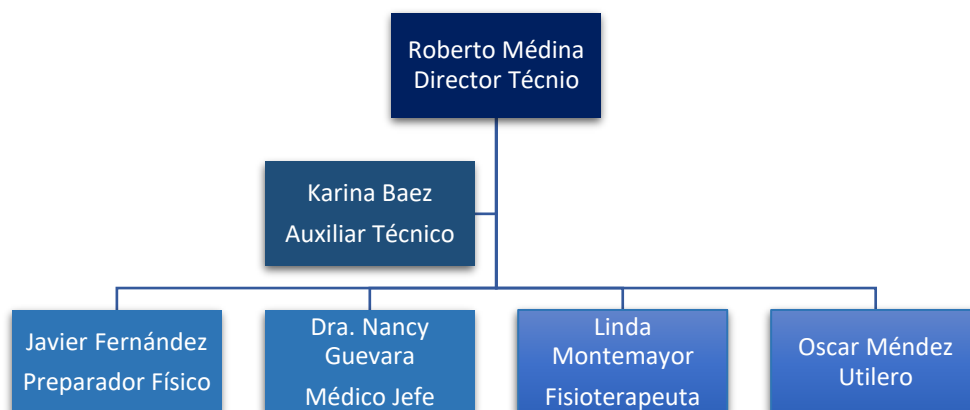 Roberto Médina
Director Técnio
Karina Baez
Auxiliar Técnico
Javier Fernández
Preparador Físico
Dra. Nancy
Guevara
Médico Jefe
Linda
Montemayor
Fisioterapeuta
Oscar Méndez
Utilero